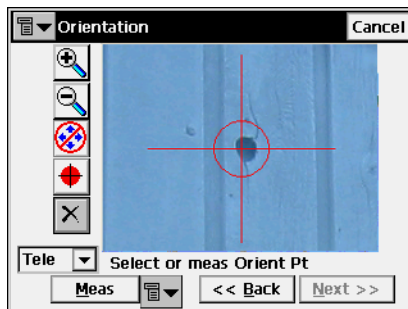 Orientation Cancel
Tele Select or meas Orient Pt
Meas << Back Next >>